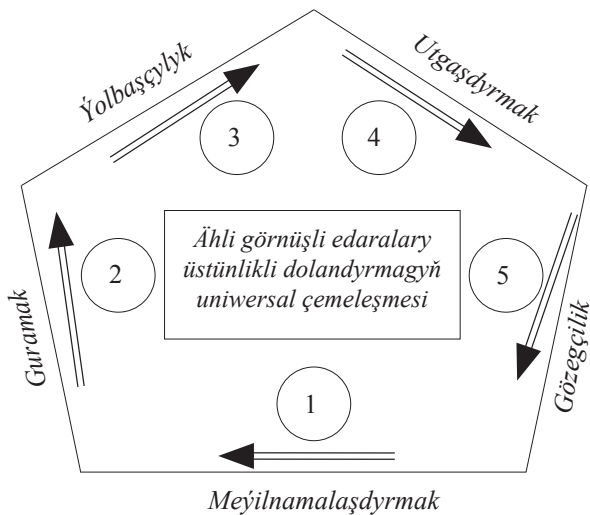 Ýolbaşçylyk
Utgaşdyrmak
3
4
Ähli görnüşli edaralary
üstünlikli dolandyrmagyň
uniwersal çemeleşmesi
2
5
Guramak
Gözegçilik
1
Meýilnamalaşdyrmak